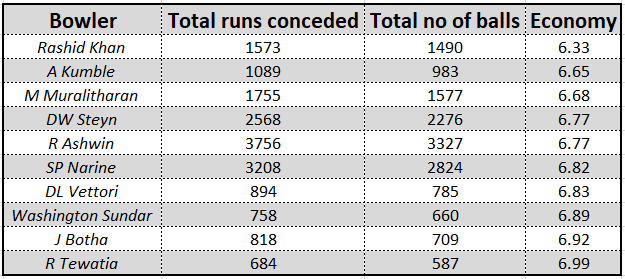 Bowler Total runs conceded Total no of balls Economy
Rashid Khan 1573 1490 6.33
A Kumble 1089 983 6.65
M Muralitharan 1755 1577 6.68
DW Steyn 2568 2276 6.77
R Ashwin 3756 3327 6.77
SP Narine 3208 2824 6.82
DL Vettori 894 785 6.83
Washington Sundar 758 660 6.89
J Botha 818 709 6.92
R Tewatia 684 587 6.99